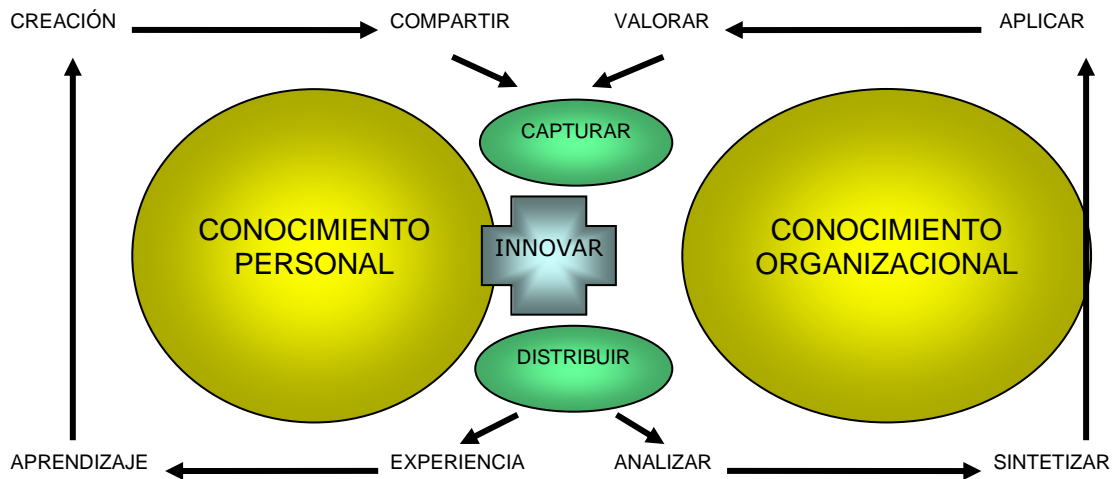 CREACIÓN
COMPARTIR
VALORAR
APLICAR
CAPTURAR
CONOCIMIENTO
PERSONAL
INNOVAR
CONOCIMIENTO
ORGANIZACIONAL
DISTRIBUIR
APRENDIZAJE
EXPERIENCIA
ANALIZAR
SINTETIZAR